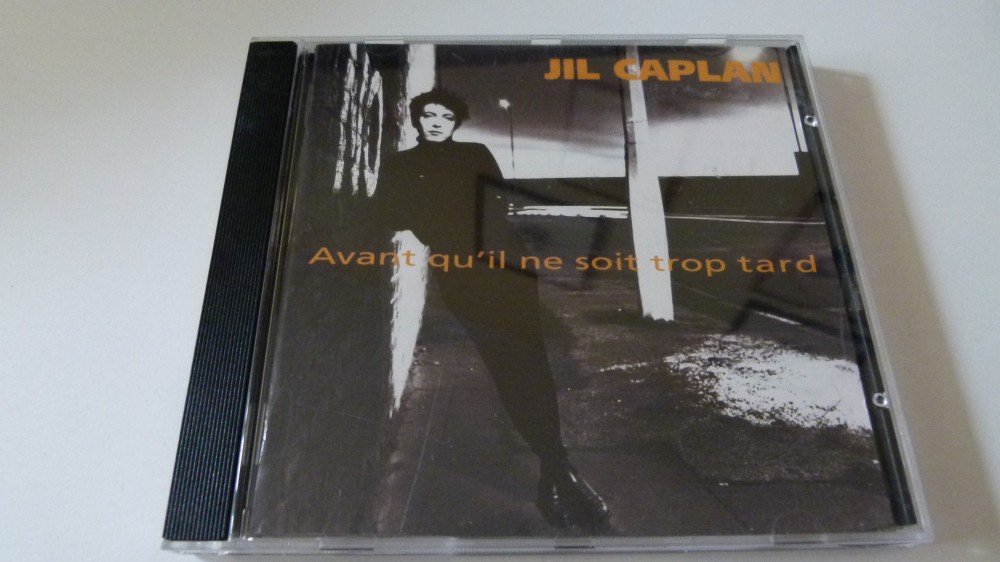 JIL CAPLAN
Avant qu'il ne soit trop tard